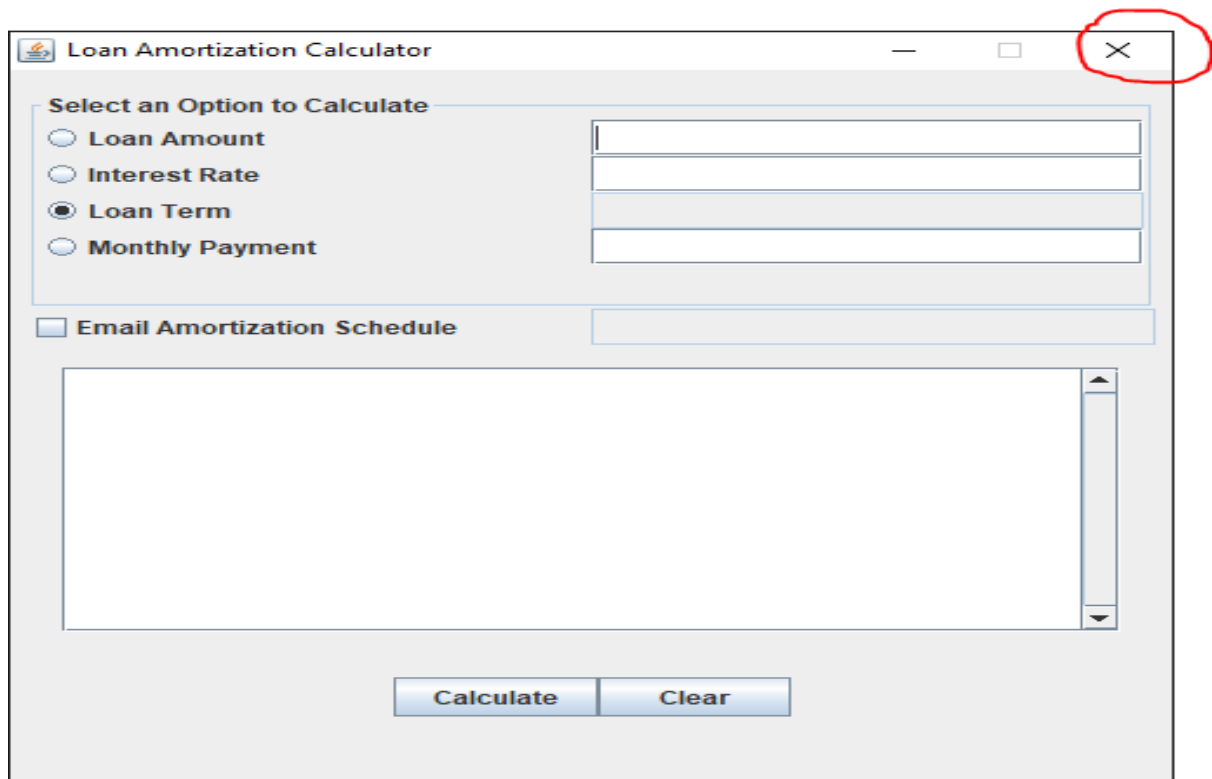 Loan Amortization Calculator
Select an Option to Calculate
Loan Amount
Interest Rate
Loan Term
Monthly Payment
Email Amortization Schedule
Calculate Clear